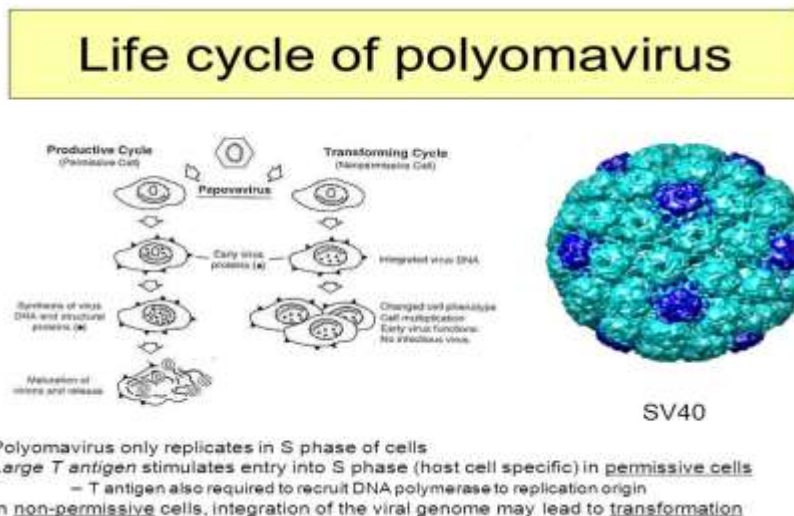 Life cycle of polyomavirus
Productive Cycle
(Permissive Cell)
Transforming Cycle
(Nonpermissive Cell)
Papovavirus
Early virus
proteins (▲)
Integrated virus DNA
Synthesis of virus
DNA and structural
proteins
Changed cell phenotype
Cell multiplication
Early virus functions
No infectious virus
Maturation of
virions and release
SV40
Polyomavirus only replicates in S phase of cells
Large T antigen stimulates entry into S phase (host cell specific) in permissive cells
– T antigen also required to recruit DNA polymerase to replication origin
n non-permissive cells, integration of the viral genome may lead to transformation